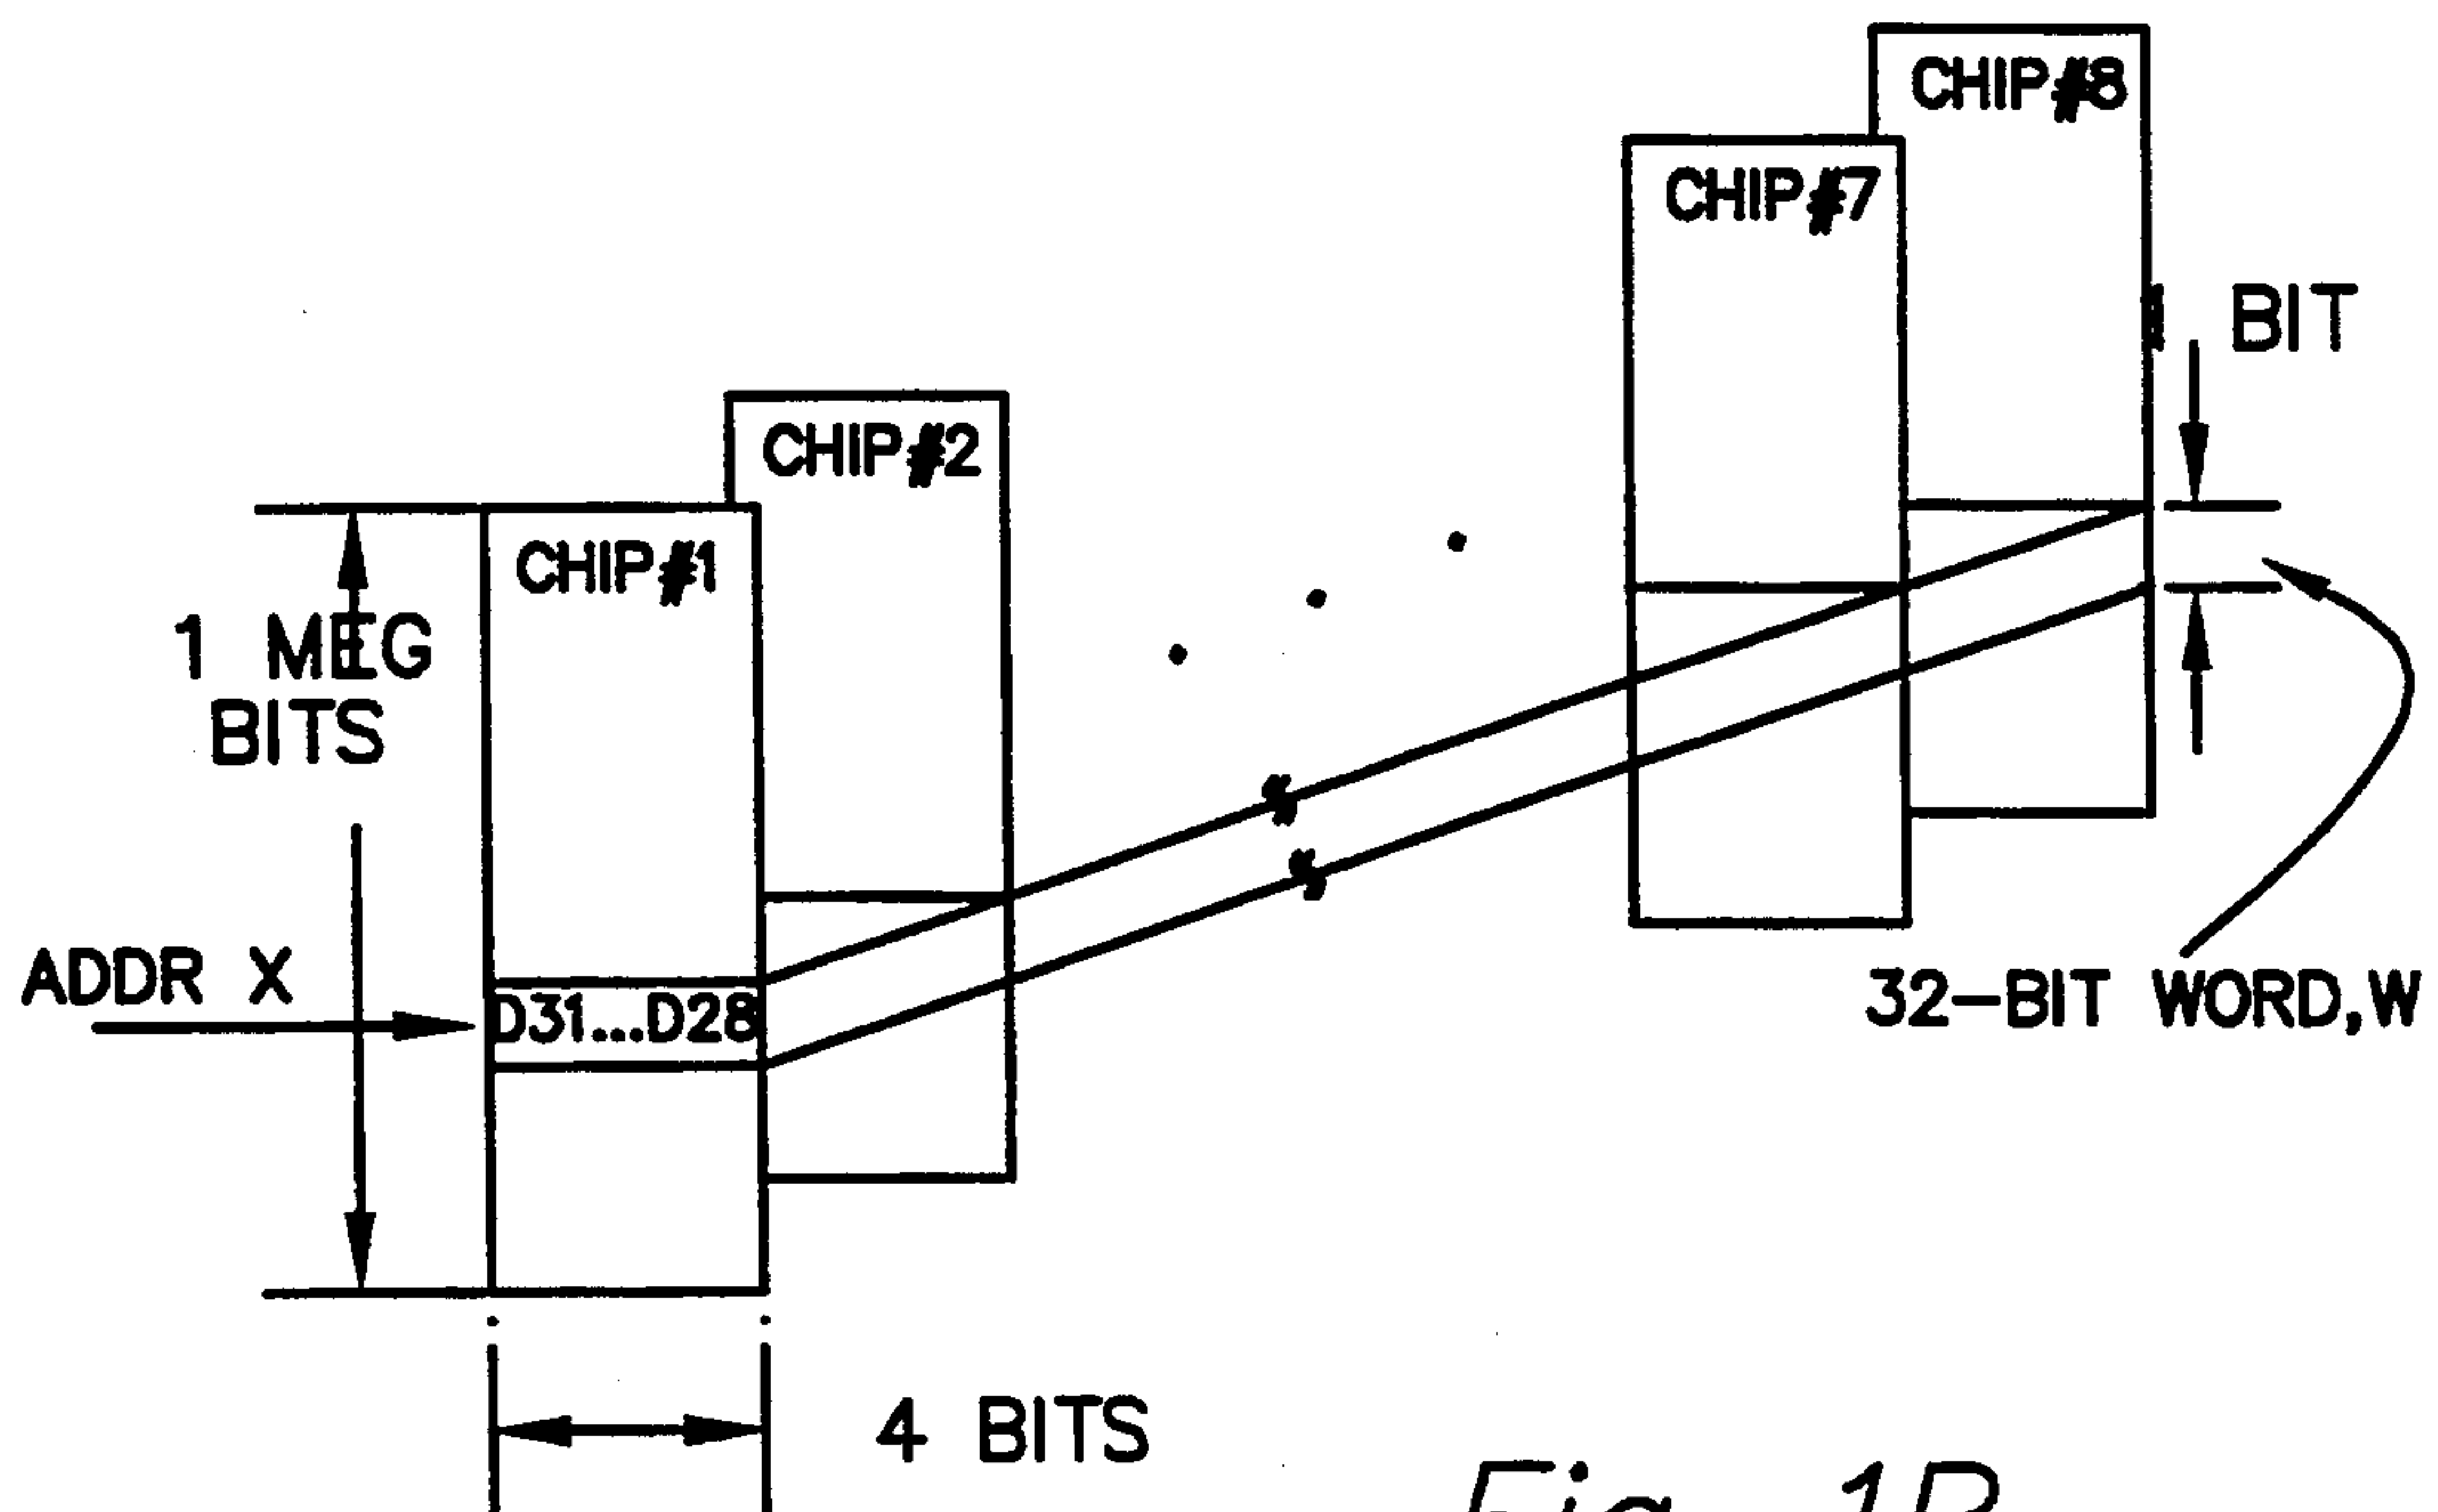 CHIP#8
CHIP#7
1 BIT
CHIP#2
CHIP#1
1 MEG
BITS
ADDR X
D31...D28
32-BIT WORD,W
4 BITS